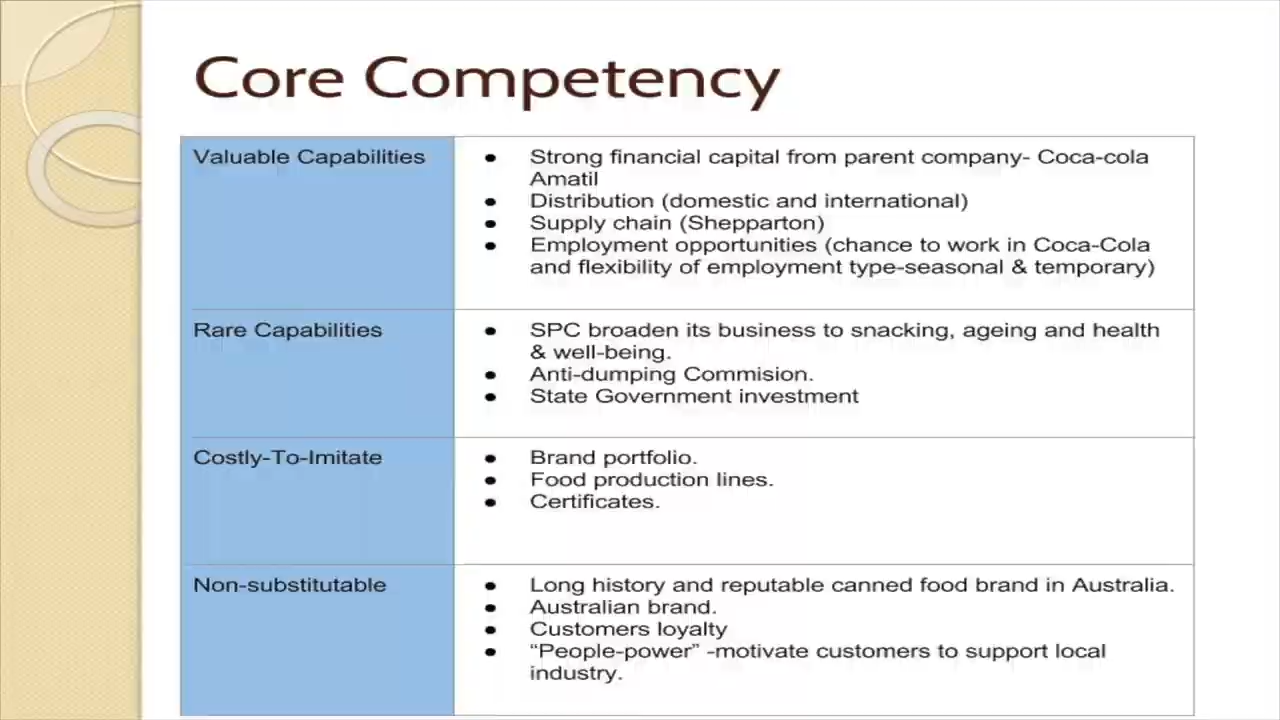 Core Competency
Valuable Capabilities
● Strong financial capital from parent company- Coca-cola
Amatil
● Distribution (domestic and international)
● Supply chain (Shepparton)
● Employment opportunities (chance to work in Coca-Cola
and flexibility of employment type-seasonal & temporary)
Rare Capabilities
● SPC broaden its business to snacking, ageing and health
& well-being.
● Anti-dumping Commision.
● State Government investment
Costly-To-Imitate
● Brand portfolio.
● Food production lines.
● Certificates.
Non-substitutable
● Long history and reputable canned food brand in Australia.
● Australian brand.
● Customers loyalty
● “People-power” -motivate customers to support local
industry.